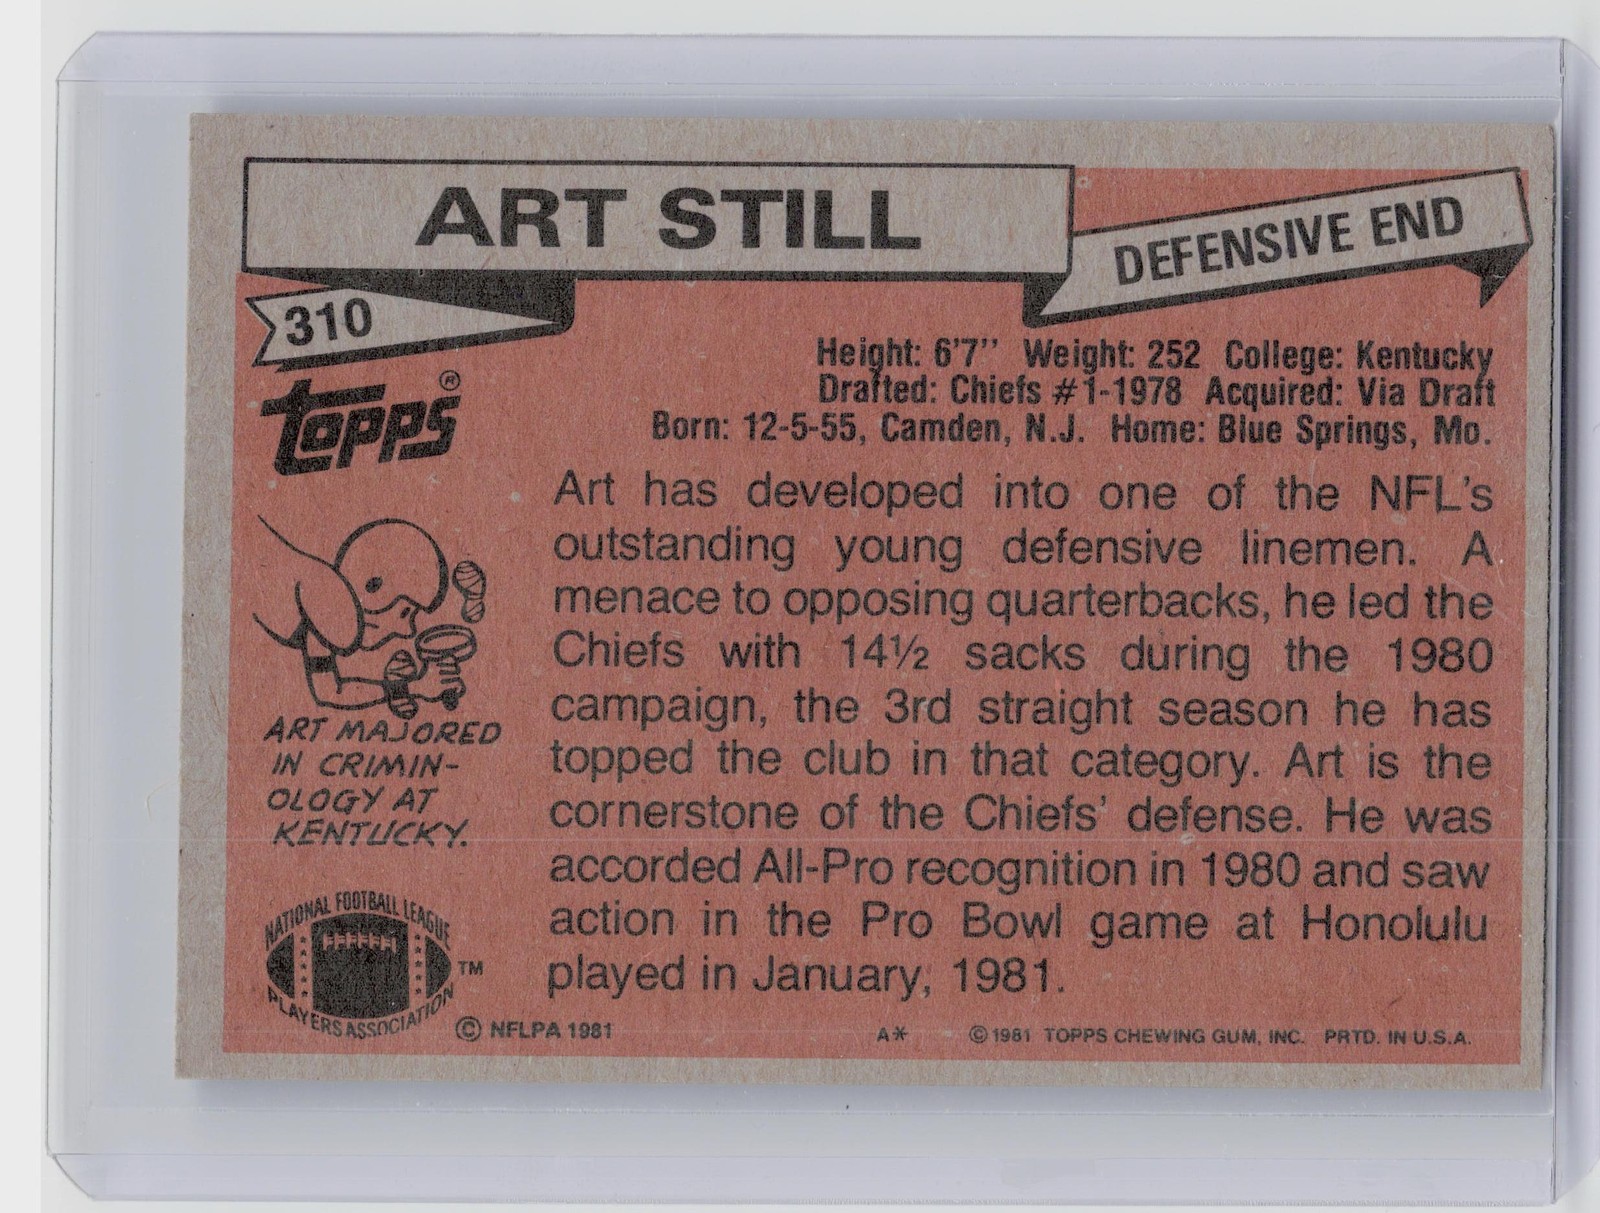 ART STILL
DEFENSIVE END
310
TOPPS®
Height: 6'7" Weight: 252 College: Kentucky
Drafted: Chiefs #1-1978 Acquired: Via Draft
Born: 12-5-55, Camden, N.J. Home: Blue Springs, Mo.
Art has developed into one of the NFL's
outstanding young defensive linemen. A
menace to opposing quarterbacks, he led the
Chiefs with 14½ sacks during the 1980
campaign, the 3rd straight season he has
topped the club in that category. Art is the
cornerstone of the Chiefs' defense. He was
accorded All-Pro recognition in 1980 and saw
action in the Pro Bowl game at Honolulu
played in January, 1981.
ART MAJORED
IN CRIMIN-
OLOGY AT
KENTUCKY.
NATIONAL FOOTBALL LEAGUE
PLAYERS ASSOCIATION
TM
© NFLPA 1981
A*
© 1981 TOPPS CHEWING GUM, INC. PRTD. IN U.S.A.